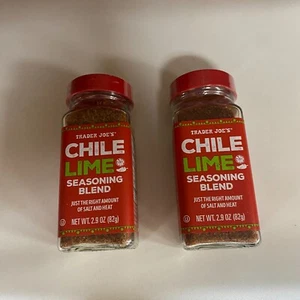 TRADER JOE'S
CHILE
LIME
SEASONING
BLEND
JUST THE RIGHT AMOUNT
OF SALT AND HEAT
NET WT. 2.9 OZ (82g)
TRADER JOE'S
CHILE
LIME
SEASONING
BLEND
JUST THE RIGHT AMOUNT
OF SALT AND HEAT
NET WT. 2.9 OZ (82g)